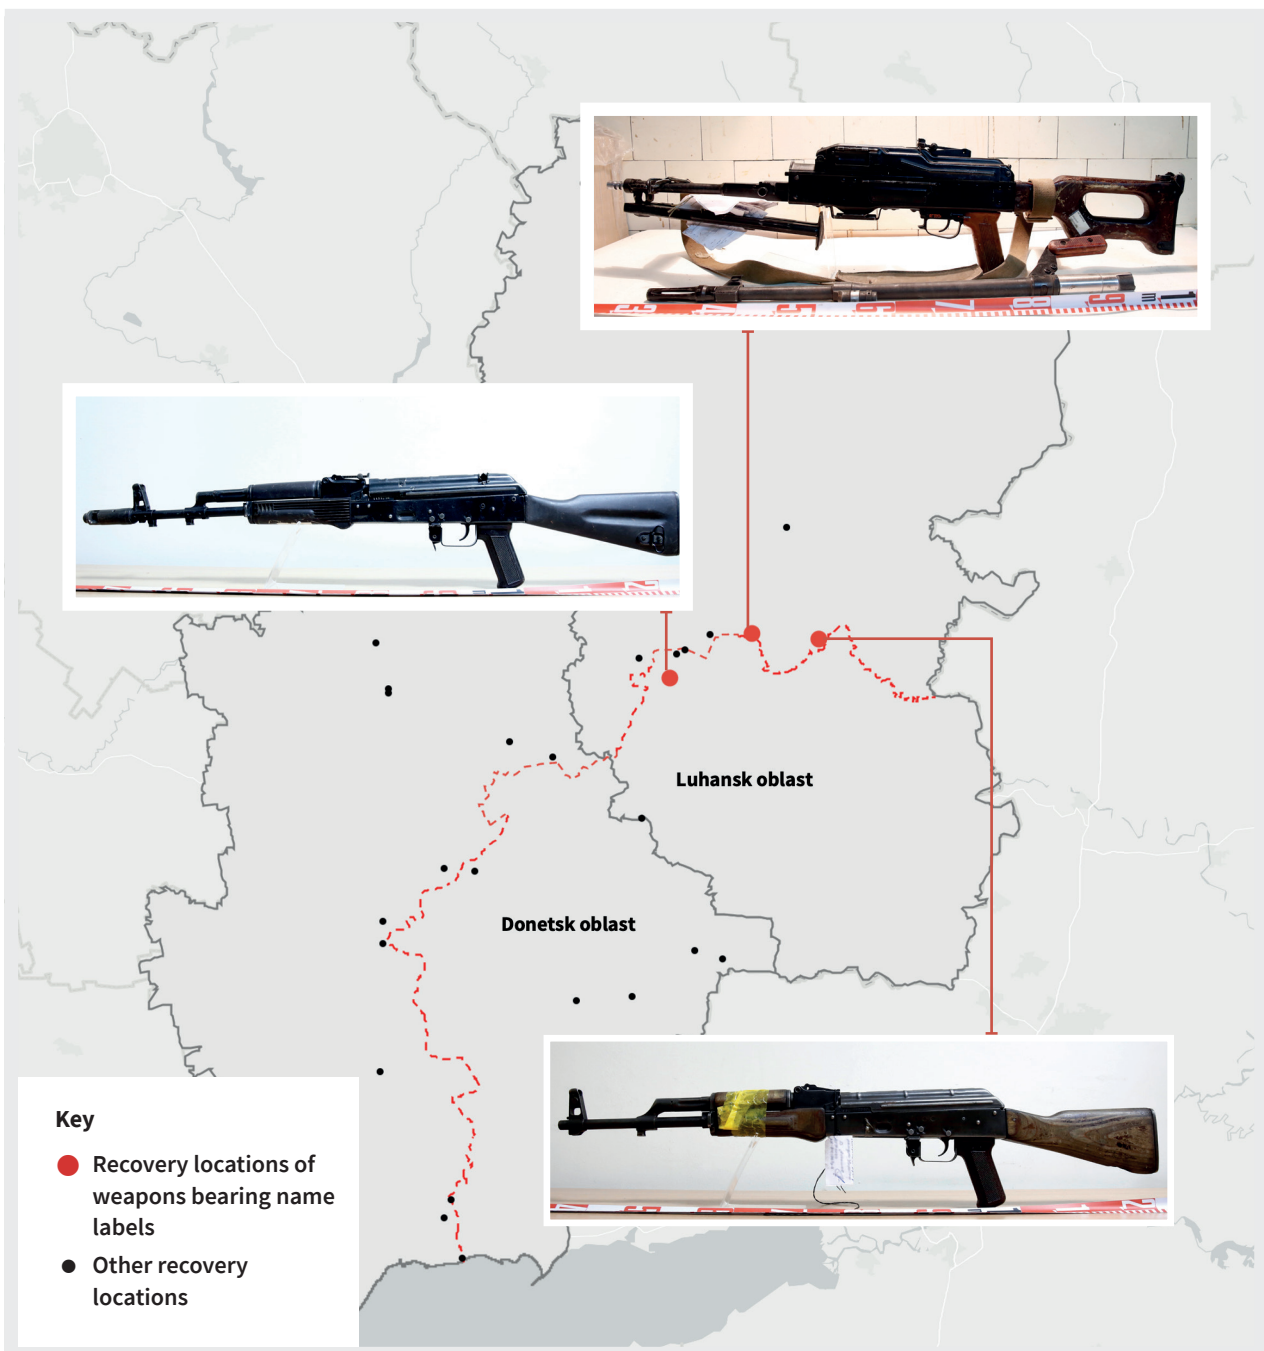 Luhansk oblast
Donetsk oblast
Key
Recovery locations of
weapons bearing name
labels
Other recovery
locations